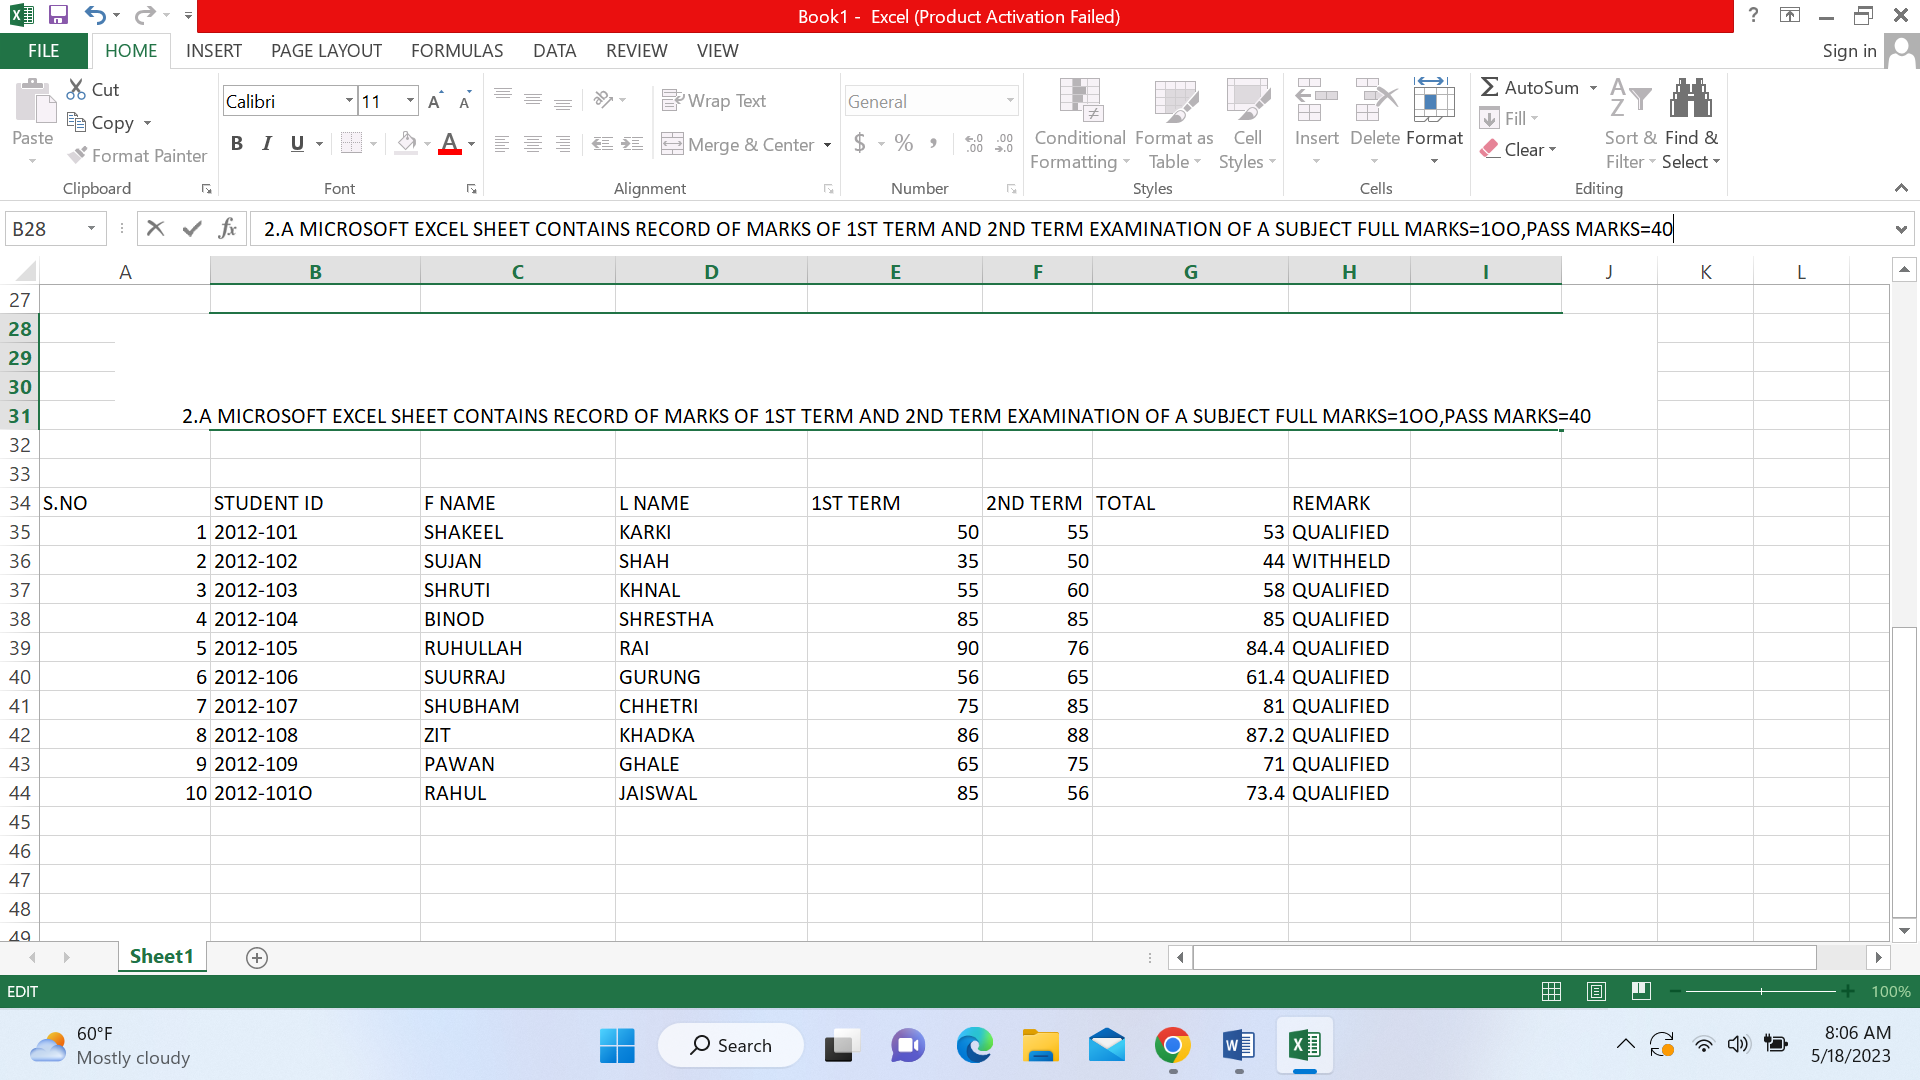 Book1 - Excel (Product Activation Failed)
?
FILE HOME INSERT PAGE LAYOUT FORMULAS DATA REVIEW VIEW Sign in
Paste
Cut
Copy
Format Painter
Clipboard
Calibri 11
B I U
Font
Wrap Text
Merge & Center
Alignment
General
$ % ,
Number
Conditional Formatting
Format as Table
Cell Styles
Styles
Insert Delete Format
Cells
AutoSum
Fill
Clear
Sort & Filter
Find & Select
Editing
B28 fx 2.A MICROSOFT EXCEL SHEET CONTAINS RECORD OF MARKS OF 1ST TERM AND 2ND TERM EXAMINATION OF A SUBJECT FULL MARKS=1OO,PASS MARKS=40
A B C D E F G H I J K L
27
28
29
30
31 2.A MICROSOFT EXCEL SHEET CONTAINS RECORD OF MARKS OF 1ST TERM AND 2ND TERM EXAMINATION OF A SUBJECT FULL MARKS=1OO,PASS MARKS=40
32
33
34 S.NO STUDENT ID F NAME L NAME 1ST TERM 2ND TERM TOTAL REMARK
35 1 2012-101 SHAKEEL KARKI 50 55 53 QUALIFIED
36 2 2012-102 SUJAN SHAH 35 50 44 WITHHELD
37 3 2012-103 SHRUTI KHNAL 55 60 58 QUALIFIED
38 4 2012-104 BINOD SHRESTHA 85 85 85 QUALIFIED
39 5 2012-105 RUHULLAH RAI 90 76 84.4 QUALIFIED
40 6 2012-106 SUURRAJ GURUNG 56 65 61.4 QUALIFIED
41 7 2012-107 SHUBHAM CHHETRI 75 85 81 QUALIFIED
42 8 2012-108 ZIT KHADKA 86 88 87.2 QUALIFIED
43 9 2012-109 PAWAN GHALE 65 75 71 QUALIFIED
44 10 2012-101O RAHUL JAISWAL 85 56 73.4 QUALIFIED
45
46
47
48
49
Sheet1
EDIT 100%
60°F
Mostly cloudy
Search
8:06 AM
5/18/2023